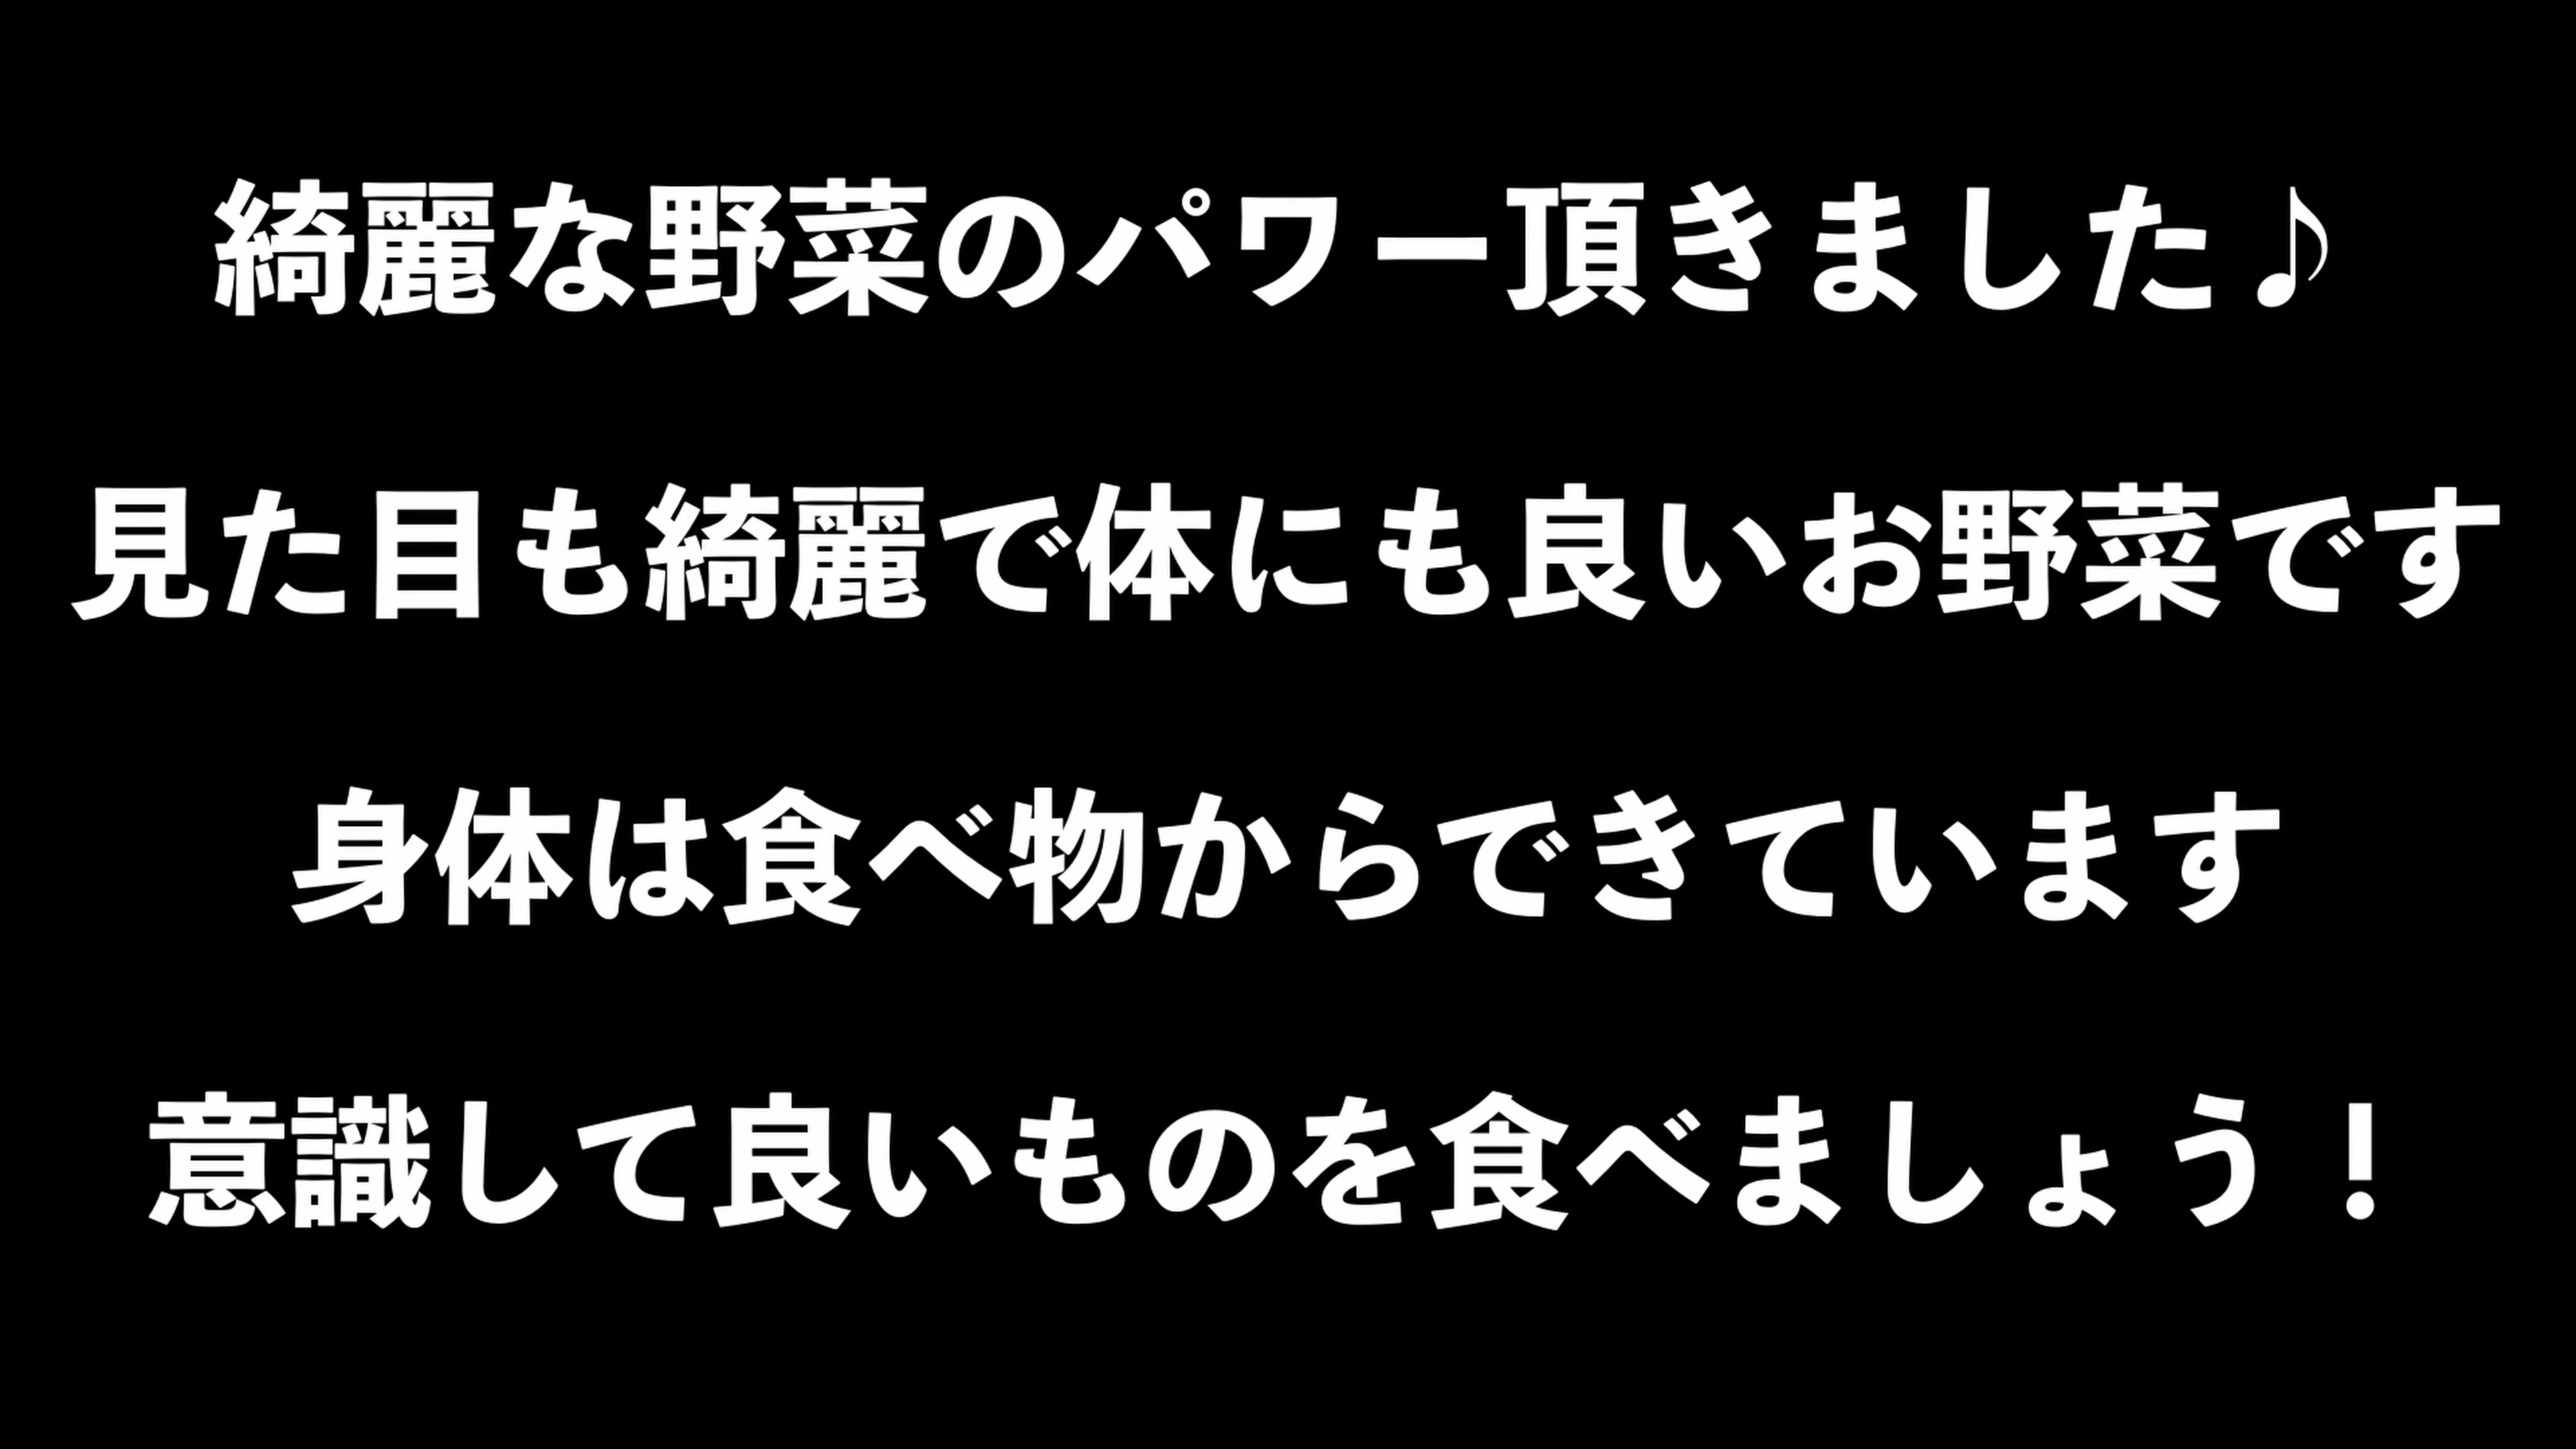 綺麗な野菜のパワー頂きました♪
見た目も綺麗で体にも良いお野菜です
身体は食べ物からできています
意識して良いものを食べましょう！